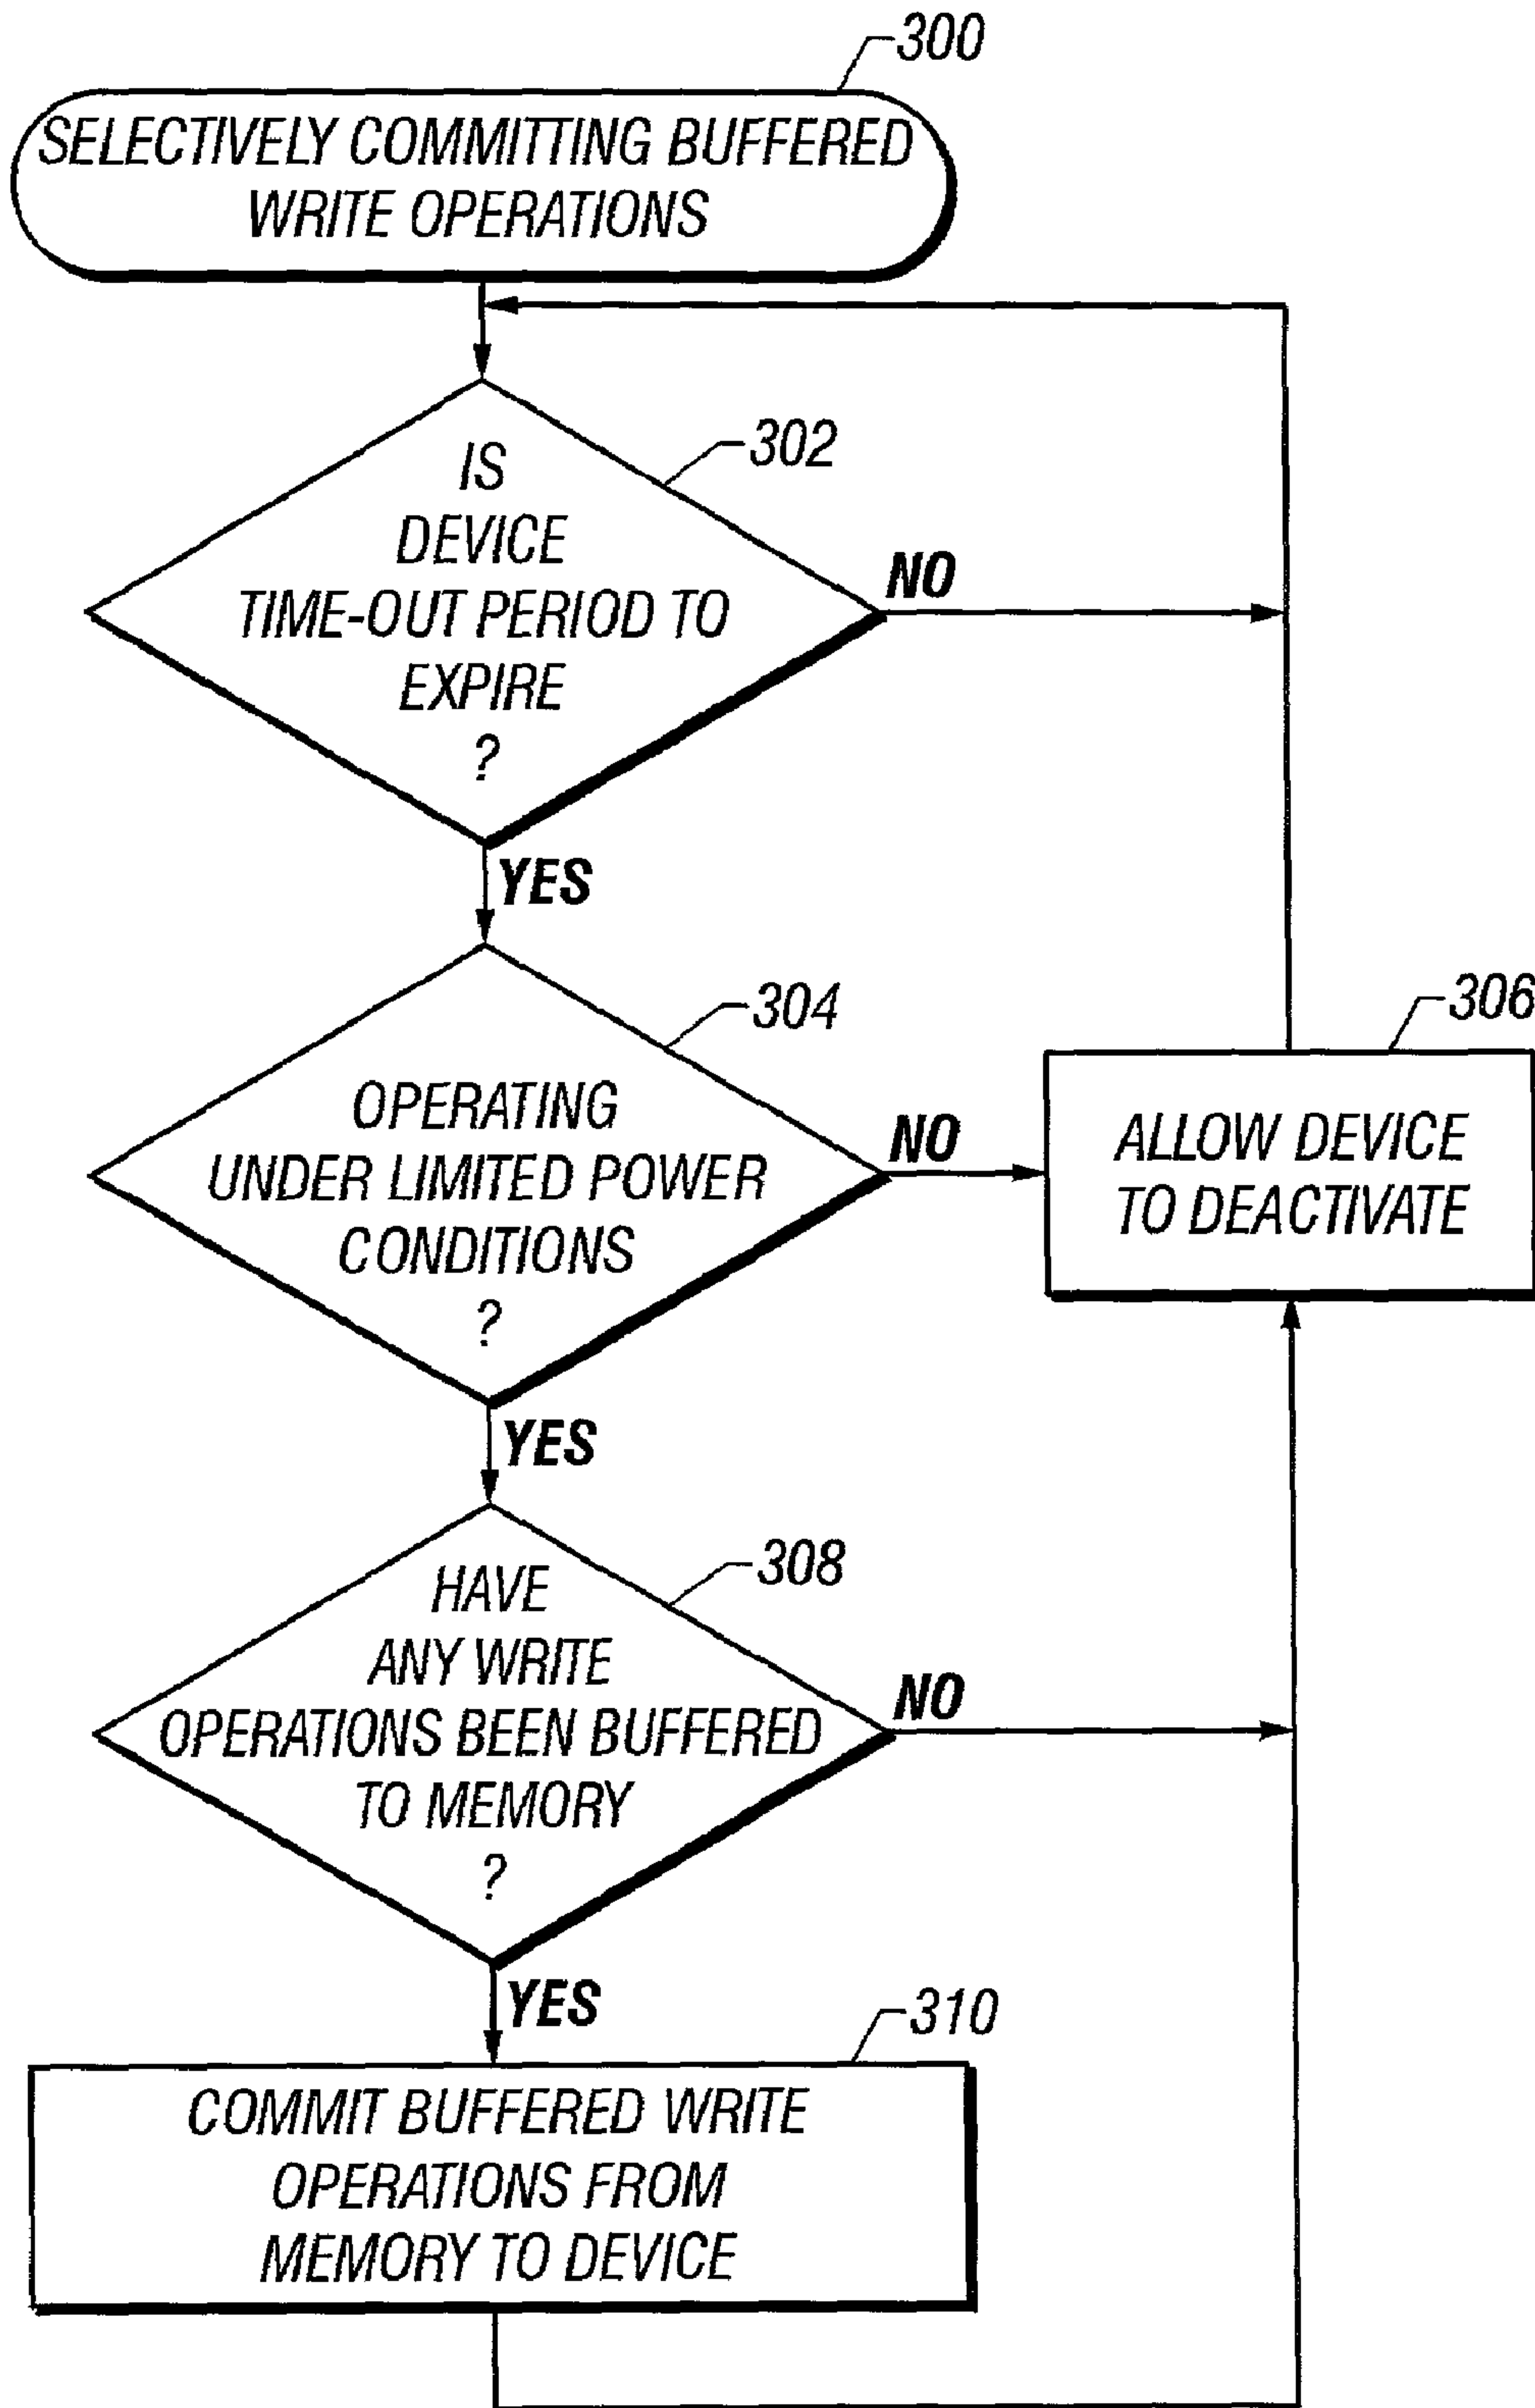 300
SELECTIVELY COMMITTING BUFFERED
WRITE OPERATIONS
302
IS
DEVICE
TIME-OUT PERIOD TO
EXPIRE
?
NO
YES
304
OPERATING
UNDER LIMITED POWER
CONDITIONS
?
NO
306
ALLOW DEVICE
TO DEACTIVATE
YES
308
HAVE
ANY WRITE
OPERATIONS BEEN BUFFERED
TO MEMORY
?
NO
YES
310
COMMIT BUFFERED WRITE
OPERATIONS FROM
MEMORY TO DEVICE